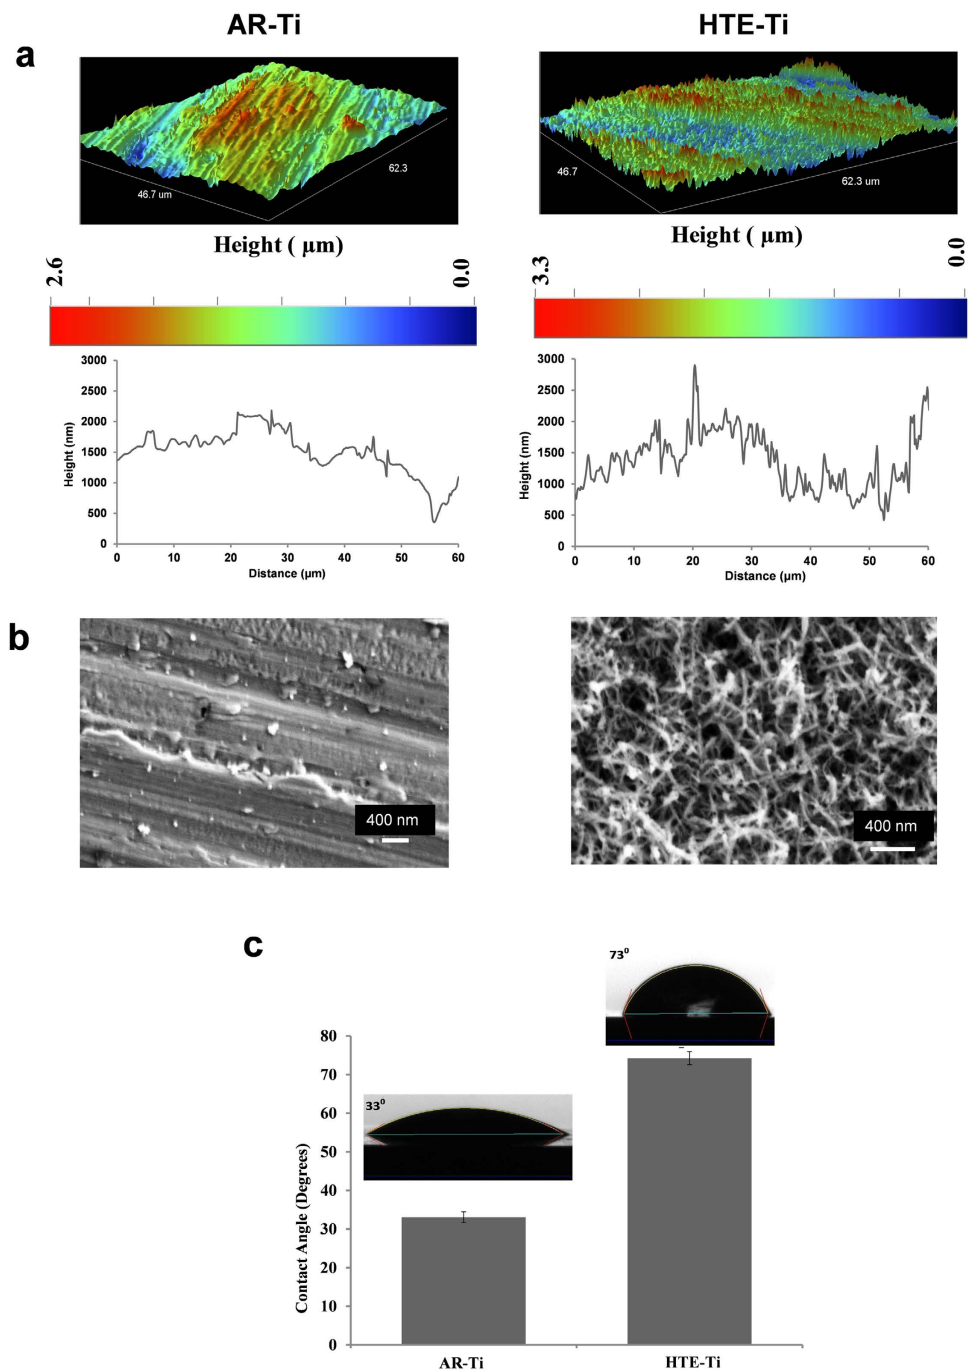 AR-Ti
HTE-Ti
a
46.7 um
62.3
46.7
62.3 um
Height ( µm)
Height ( µm)
2.6
0.0
3.3
0.0
3000
2500
2000
1500
1000
500
0
Height (nm)
0 10 20 30 40 50 60
Distance (µm)
3000
2500
2000
1500
1000
500
0
Height (nm)
0 10 20 30 40 50 60
Distance (µm)
b
400 nm
400 nm
c
73⁰
33⁰
80
70
60
50
40
30
20
10
0
Contact Angle (Degrees)
AR-Ti
HTE-Ti